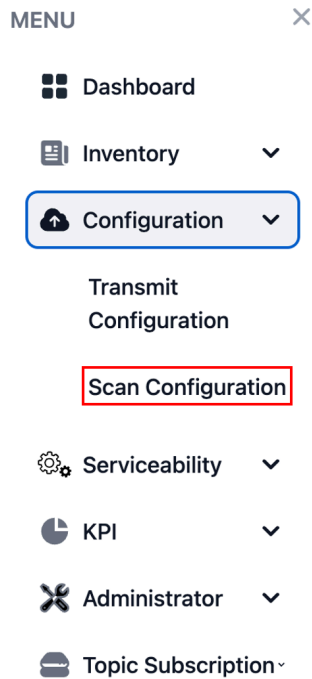 MENU
Dashboard
Inventory
Configuration
Transmit
Configuration
Scan Configuration
Serviceability
KPI
Administrator
Topic Subscription